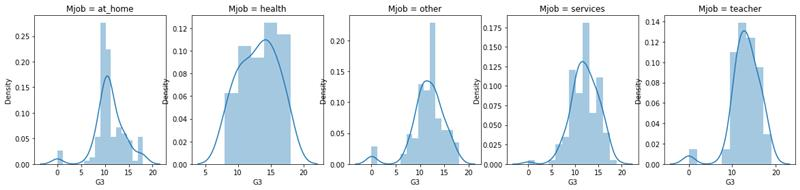 Mjob = at_home
Mjob = health
Mjob = other
Mjob = services
Mjob = teacher
Density
0.25
0.20
0.15
0.10
0.05
0.00
0 5 10 15 20
G3
Density
0.12
0.10
0.08
0.06
0.04
0.02
0.00
5 10 15 20
G3
Density
0.20
0.15
0.10
0.05
0.00
0 5 10 15 20
G3
Density
0.175
0.150
0.125
0.100
0.075
0.050
0.025
0.000
0 5 10 15 20
G3
Density
0.14
0.12
0.10
0.08
0.06
0.04
0.02
0.00
0 10 20
G3